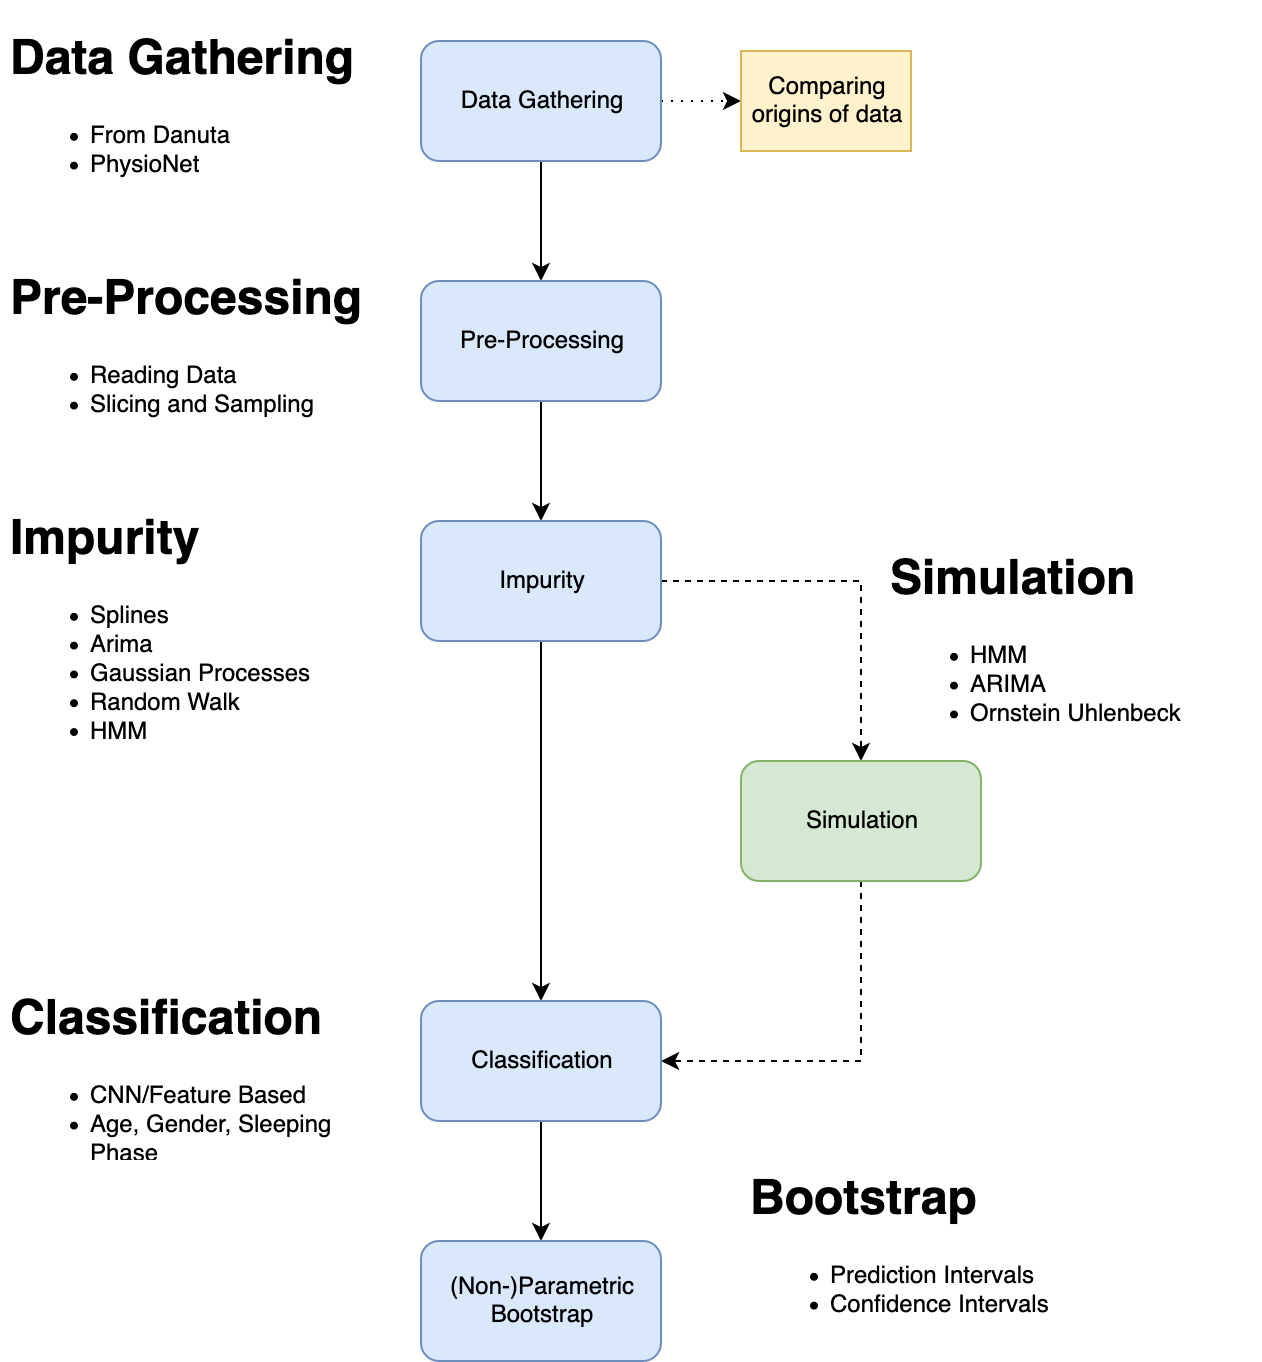 Data Gathering
From Danuta
PhysioNet
Data Gathering
Comparing
origins of data
Pre-Processing
Reading Data
Slicing and Sampling
Pre-Processing
Impurity
Splines
Arima
Gaussian Processes
Random Walk
HMM
Impurity
Simulation
HMM
ARIMA
Ornstein Uhlenbeck
Simulation
Classification
CNN/Feature Based
Age, Gender, Sleeping
Phase
Classification
Bootstrap
Prediction Intervals
Confidence Intervals
(Non-)Parametric
Bootstrap